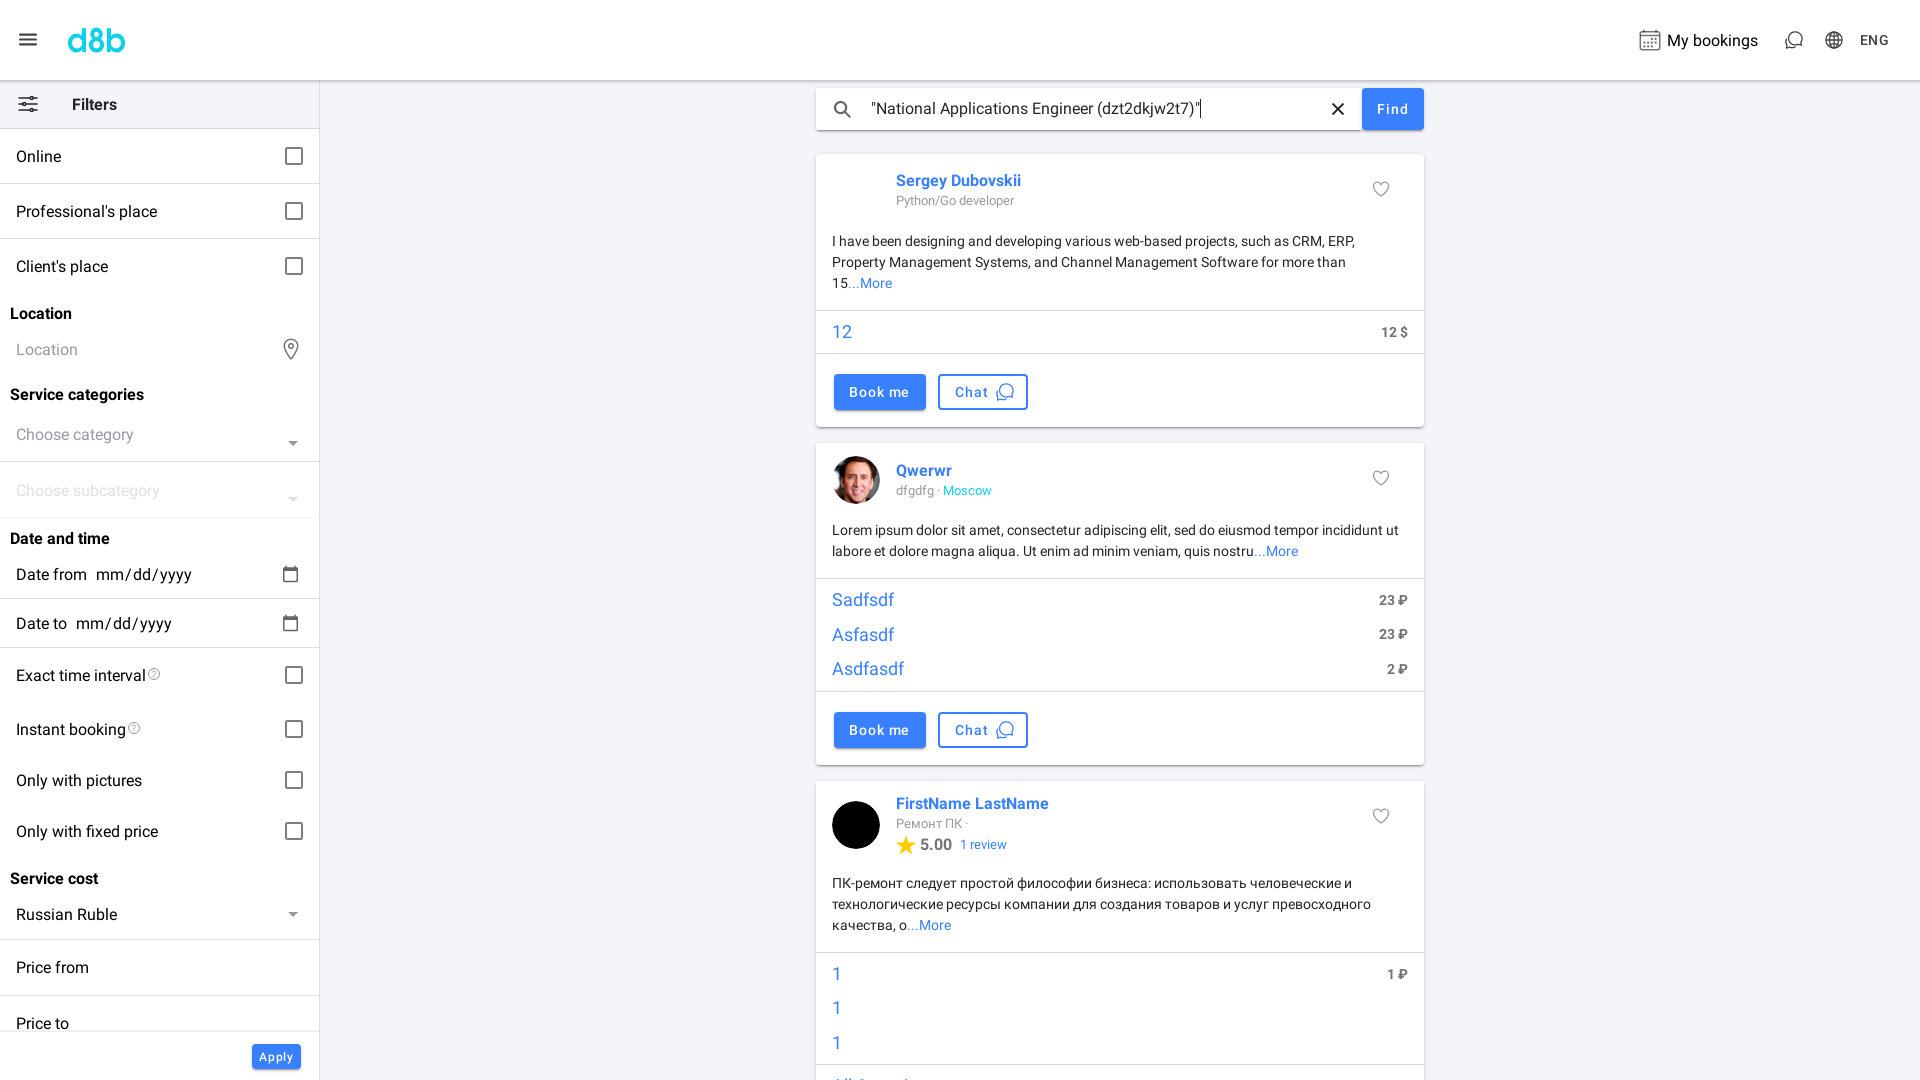 d8b
My bookings
ENG
Filters
Online
Professional's place
Client's place
Location
Location
Service categories
Choose category
Choose subcategory
Date and time
Date from mm/dd/yyyy
Date to mm/dd/yyyy
Exact time interval
Instant booking
Only with pictures
Only with fixed price
Service cost
Russian Ruble
Price from
Price to
Apply
"National Applications Engineer (dzt2dkjw2t7)"
Find
Sergey Dubovskii
Python/Go developer
I have been designing and developing various web-based projects, such as CRM, ERP,
Property Management Systems, and Channel Management Software for more than
15...More
12 12 $
Book me Chat
Qwerwr
dfgdfg · Moscow
Lorem ipsum dolor sit amet, consectetur adipiscing elit, sed do eiusmod tempor incididunt ut
labore et dolore magna aliqua. Ut enim ad minim veniam, quis nostru...More
Sadfsdf 23 ₽
Asfasdf 23 ₽
Asdfasdf 2 ₽
Book me Chat
FirstName LastName
Ремонт ПК ·
5.00 1 review
ПК-ремонт следует простой философии бизнеса: использовать человеческие и
технологические ресурсы компании для создания товаров и услуг превосходного
качества, о...More
1 1 ₽
1
1